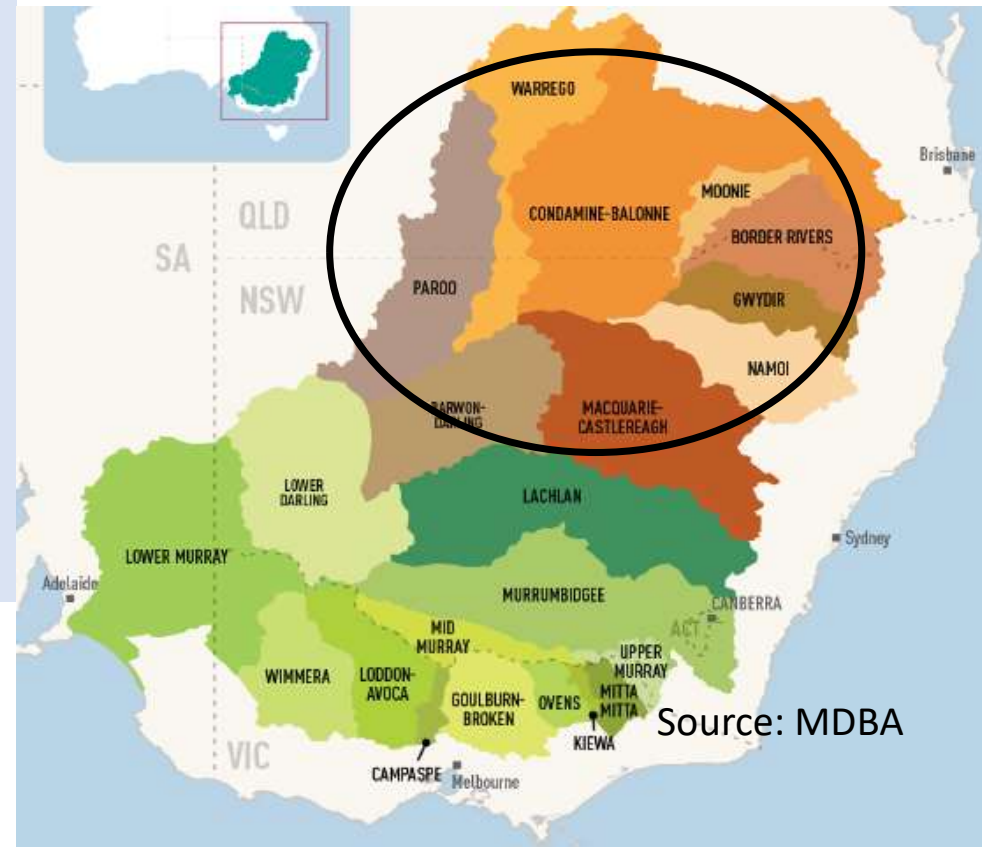 WARREGO
Brisbane
MOONIE
QLD
CONDAMINE-BALONNE
BORDER RIVERS
SA
PAROO
NSW
GWYDIR
NAMOI
BARWON-
DARLING
MACQUARIE-
CASTLEREAGH
LOWER
DARLING
LACHLAN
Sydney
LOWER MURRAY
Adelaide
MURRUMBIDGEE
CANBERRA
ACT
MID
MURRAY
UPPER
MURRAY
WIMMERA
LODDON-
AVOCA
GOULBURN-
BROKEN
OVENS
MITTA
MITTA
Source: MDBA
KIEWA
VIC
CAMPASPE
Melbourne